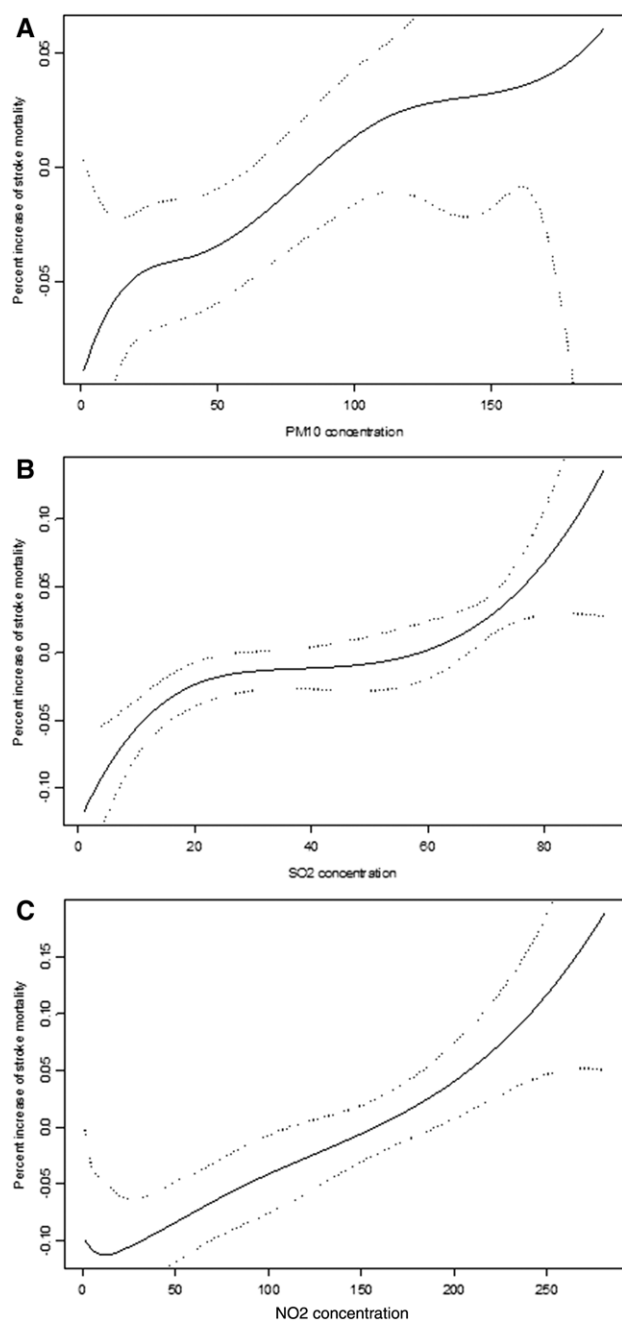 A
Percent increase of stroke mortality
0.05
0.0
-0.05
0 50 100 150
PM10 concentration
B
Percent increase of stroke mortality
0.10
0.05
0.0
-0.05
-0.10
0 20 40 60 80
SO2 concentration
C
Percent increase of stroke mortality
0.15
0.10
0.05
0.0
-0.05
-0.10
0 50 100 150 200 250
NO2 concentration